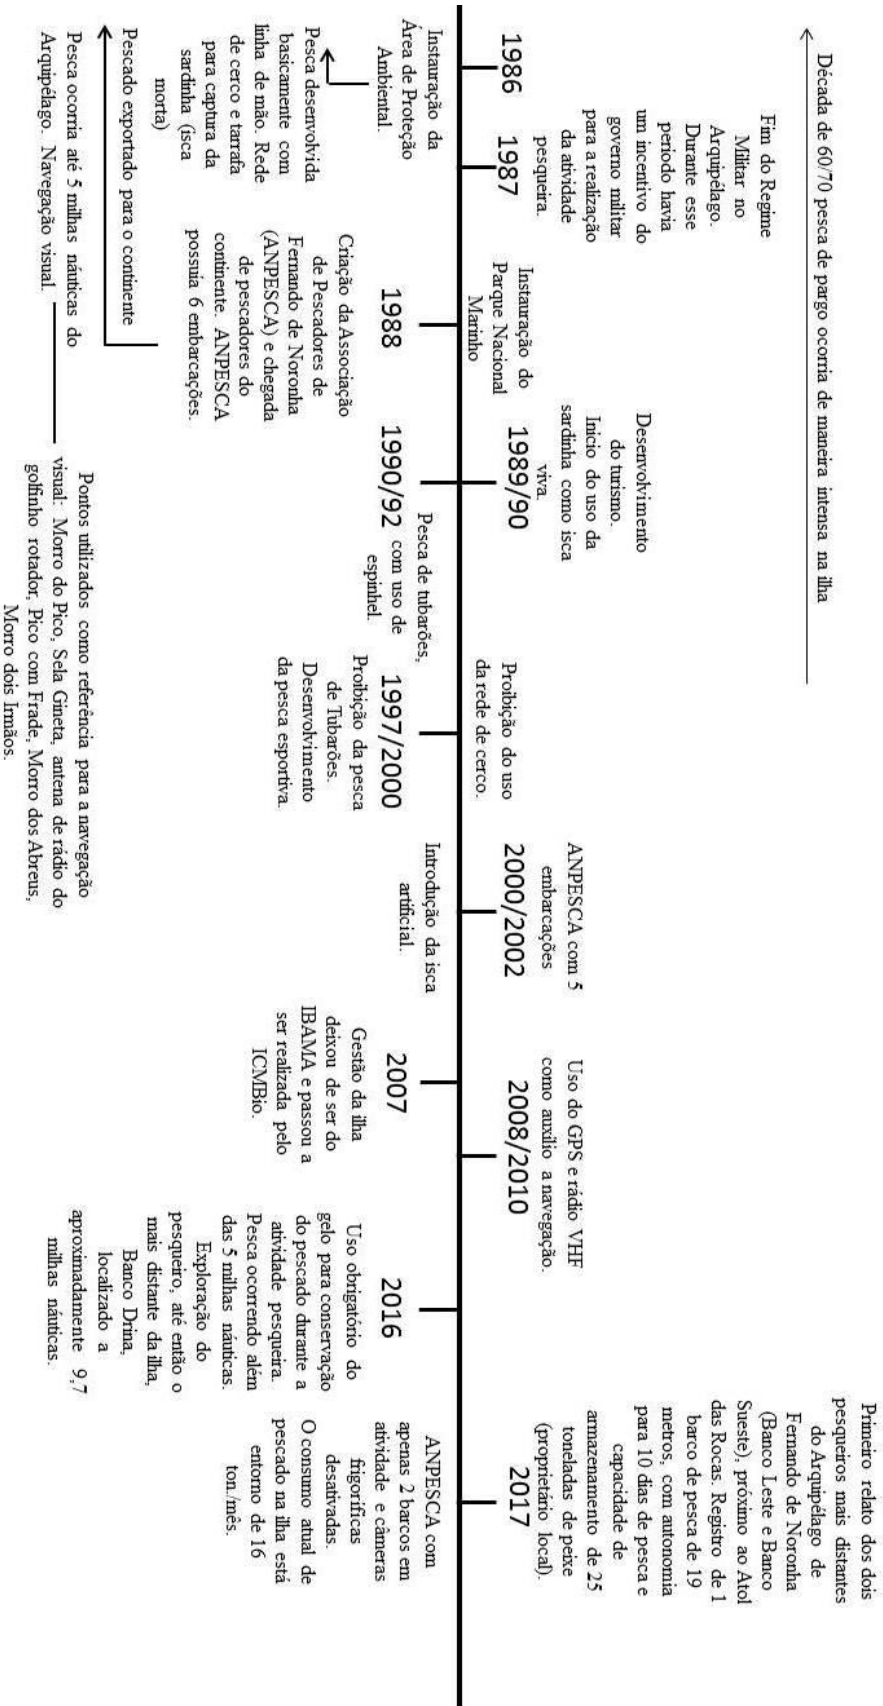 Década de 60/70 pesca de pargo ocorria de maneira intensa na ilha
Fim do Regime
Militar no
Arquipélago.
Durante esse
periodo havia
um incentivo do
governo militar
para a realização
da atividade
pesqueira.
1986
Instauração da
Área de Proteção
Ambiental.
Pesca desenvolvida
basicamente com
linha de mão. Rede
de cerco e tarrafa
para captura da
sardinha (isca
morta)
Pescado exportado para o continente
Pesca ocorria até 5 milhas náuticas do
Arquipélago. Navegação visual.
1987
Instauração do
Parque Nacional
Marinho
1988
Criação da Associação
de Pescadores de
Fernando de Noronha
(ANPESCA) e chegada
de pescadores do
continente. ANPESCA
possuia 6 embarcações.
Desenvolvimento
do turismo.
Inicio do uso da
sardinha como isca
viva.
1989/90
Pesca de tubarões,
1990/92 com uso de
espinhel.
Pontos utilizados como referência para a navegação
visual: Morro do Pico, Sela Gineta, antena de rádio do
golfinho rotador, Pico com Frade, Morro dos Abreus,
Morro dois Irmãos.
Proibição do uso
da rede de cerco.
1997/2000
Proibição da pesca
de Tubarões.
Desenvolvimento
da pesca esportiva.
ANPESCA com 5
embarcações
2000/2002
Introdução da isca
artificial.
2007
Gestão da ilha
deixou de ser do
IBAMA e passou a
ser realizada pelo
ICMBio.
Uso do GPS e rádio VHF
como auxilio a navegação.
2008/2010
2016
Uso obrigatório do
gelo para conservação
do pescado durante a
atividade pesqueira.
Pesca ocorrendo além
das 5 milhas náuticas.
Exploração do
pesqueiro, até então o
mais distante da ilha,
Banco Drina,
localizado a
aproximadamente 9,7
milhas náuticas.
Primeiro relato dos dois
pesqueiros mais distantes
do Arquipélago de
Fernando de Noronha
(Banco Leste e Banco
Sueste), próximo ao Atol
das Rocas. Registro de 1
barco de pesca de 19
metros, com autonomia
para 10 dias de pesca e
capacidade de
armazenamento de 25
toneladas de peixe
(proprietário local).
2017
ANPESCA com
apenas 2 barcos em
atividade e câmeras
frigoríficas
desativadas.
O consumo atual de
pescado na ilha está
entorno de 16
ton./mês.